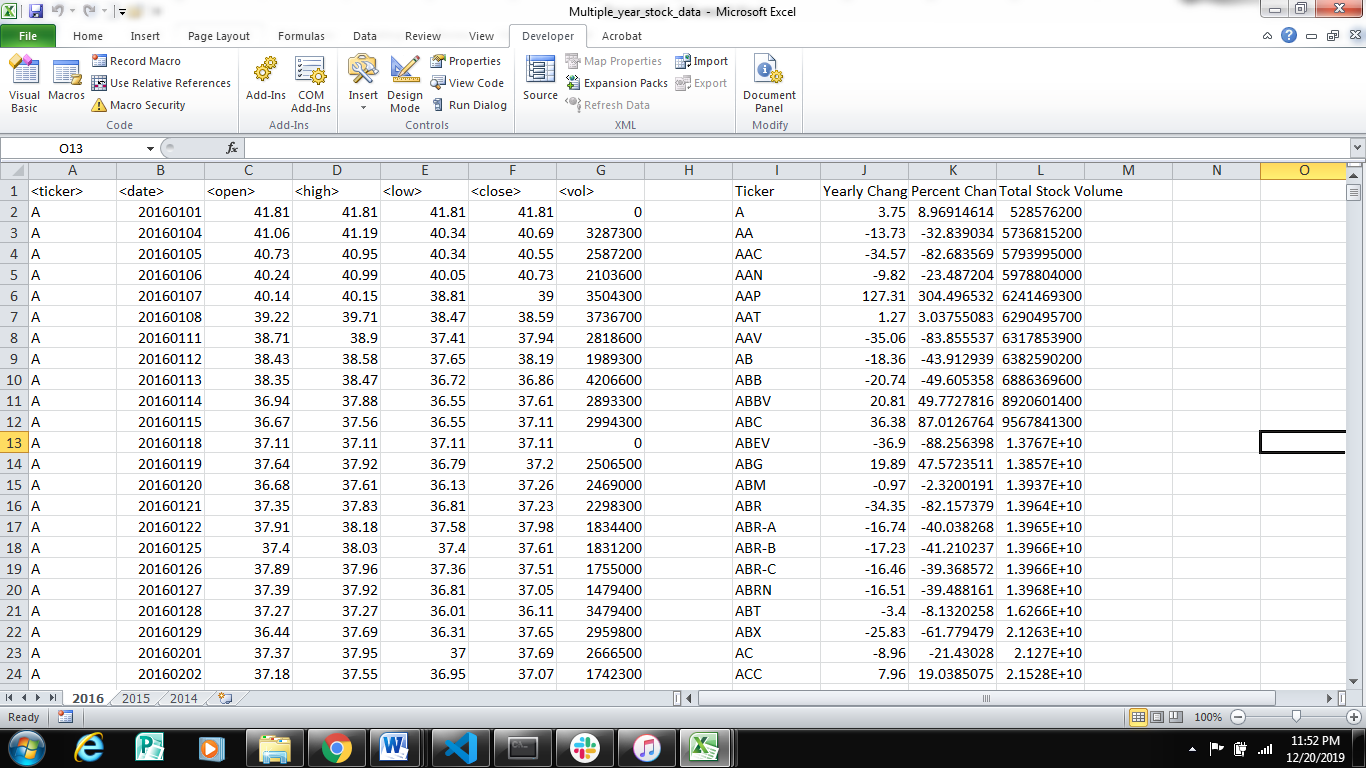 Multiple_year_stock_data - Microsoft Excel
File Home Insert Page Layout Formulas Data Review View Developer Acrobat
Visual Basic
Macros
Record Macro
Use Relative References
Macro Security
Code
Add-Ins
COM Add-Ins
Add-Ins
Insert
Design Mode
Properties
View Code
Run Dialog
Controls
Source
Map Properties
Expansion Packs
Refresh Data
Import
Export
XML
Document Panel
Modify
O13 fx
A B C D E F G H I J K L M N O
1 <ticker> <date> <open> <high> <low> <close> <vol> Ticker Yearly Chang Percent Chan Total Stock Volume
2 A 20160101 41.81 41.81 41.81 41.81 0 A 3.75 8.96914614 528576200
3 A 20160104 41.06 41.19 40.34 40.69 3287300 AA -13.73 -32.839034 5736815200
4 A 20160105 40.73 40.95 40.34 40.55 2587200 AAC -34.57 -82.683569 5793995000
5 A 20160106 40.24 40.99 40.05 40.73 2103600 AAN -9.82 -23.487204 5978804000
6 A 20160107 40.14 40.15 38.81 39 3504300 AAP 127.31 304.496532 6241469300
7 A 20160108 39.22 39.71 38.47 38.59 3736700 AAT 1.27 3.03755083 6290495700
8 A 20160111 38.71 38.9 37.41 37.94 2818600 AAV -35.06 -83.855537 6317853900
9 A 20160112 38.43 38.58 37.65 38.19 1989300 AB -18.36 -43.912939 6382590200
10 A 20160113 38.35 38.47 36.72 36.86 4206600 ABB -20.74 -49.605358 6886369600
11 A 20160114 36.94 37.88 36.55 37.61 2893300 ABBV 20.81 49.7727816 8920601400
12 A 20160115 36.67 37.56 36.55 37.11 2994300 ABC 36.38 87.0126764 9567841300
13 A 20160118 37.11 37.11 37.11 37.11 0 ABEV -36.9 -88.256398 1.3767E+10
14 A 20160119 37.64 37.92 36.79 37.2 2506500 ABG 19.89 47.5723511 1.3857E+10
15 A 20160120 36.68 37.61 36.13 37.26 2469000 ABM -0.97 -2.3200191 1.3937E+10
16 A 20160121 37.35 37.83 36.81 37.23 2298300 ABR -34.35 -82.157379 1.3964E+10
17 A 20160122 37.91 38.18 37.58 37.98 1834400 ABR-A -16.74 -40.038268 1.3965E+10
18 A 20160125 37.4 38.03 37.4 37.61 1831200 ABR-B -17.23 -41.210237 1.3966E+10
19 A 20160126 37.89 37.96 37.36 37.51 1755000 ABR-C -16.46 -39.368572 1.3966E+10
20 A 20160127 37.39 37.92 36.81 37.05 1479400 ABRN -16.51 -39.488161 1.3968E+10
21 A 20160128 37.27 37.27 36.01 36.11 3479400 ABT -3.4 -8.1320258 1.6266E+10
22 A 20160129 36.44 37.69 36.31 37.65 2959800 ABX -25.83 -61.779479 2.1263E+10
23 A 20160201 37.37 37.95 37 37.69 2666500 AC -8.96 -21.43028 2.127E+10
24 A 20160202 37.18 37.55 36.95 37.07 1742300 ACC 7.96 19.0385075 2.1528E+10
2016 2015 2014
Ready 100%
11:52 PM
12/20/2019